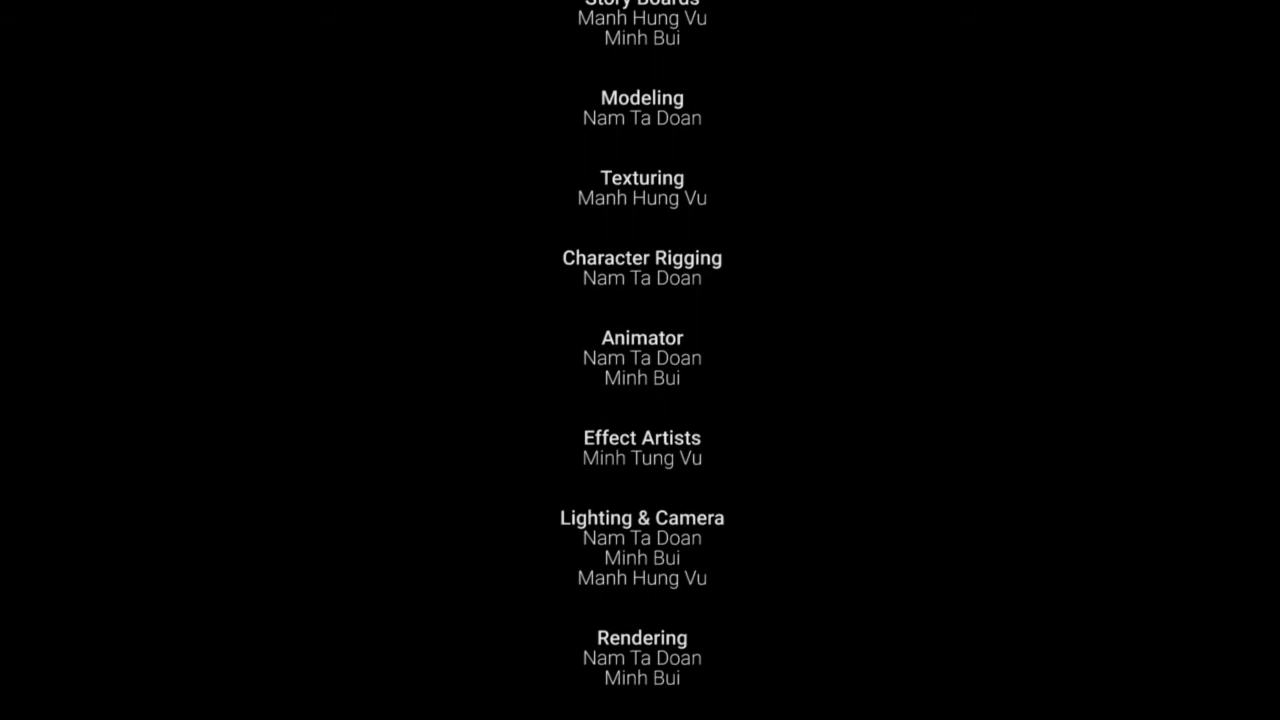 Story Boards
Manh Hung Vu
Minh Bui
Modeling
Nam Ta Doan
Texturing
Manh Hung Vu
Character Rigging
Nam Ta Doan
Animator
Nam Ta Doan
Minh Bui
Effect Artists
Minh Tung Vu
Lighting & Camera
Nam Ta Doan
Minh Bui
Manh Hung Vu
Rendering
Nam Ta Doan
Minh Bui